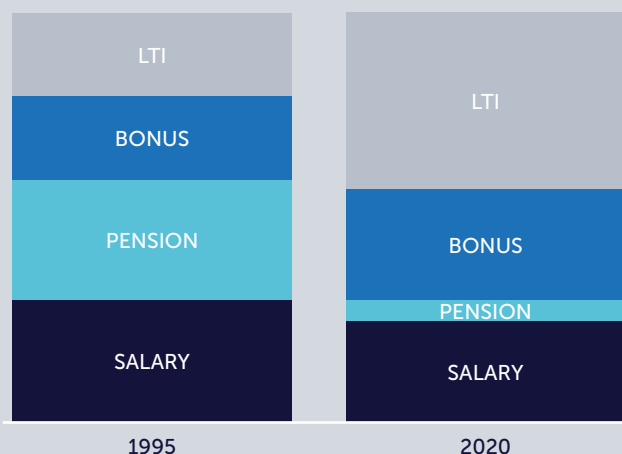 LTI
BONUS
PENSION
SALARY
1995
LTI
BONUS
PENSION
SALARY
2020